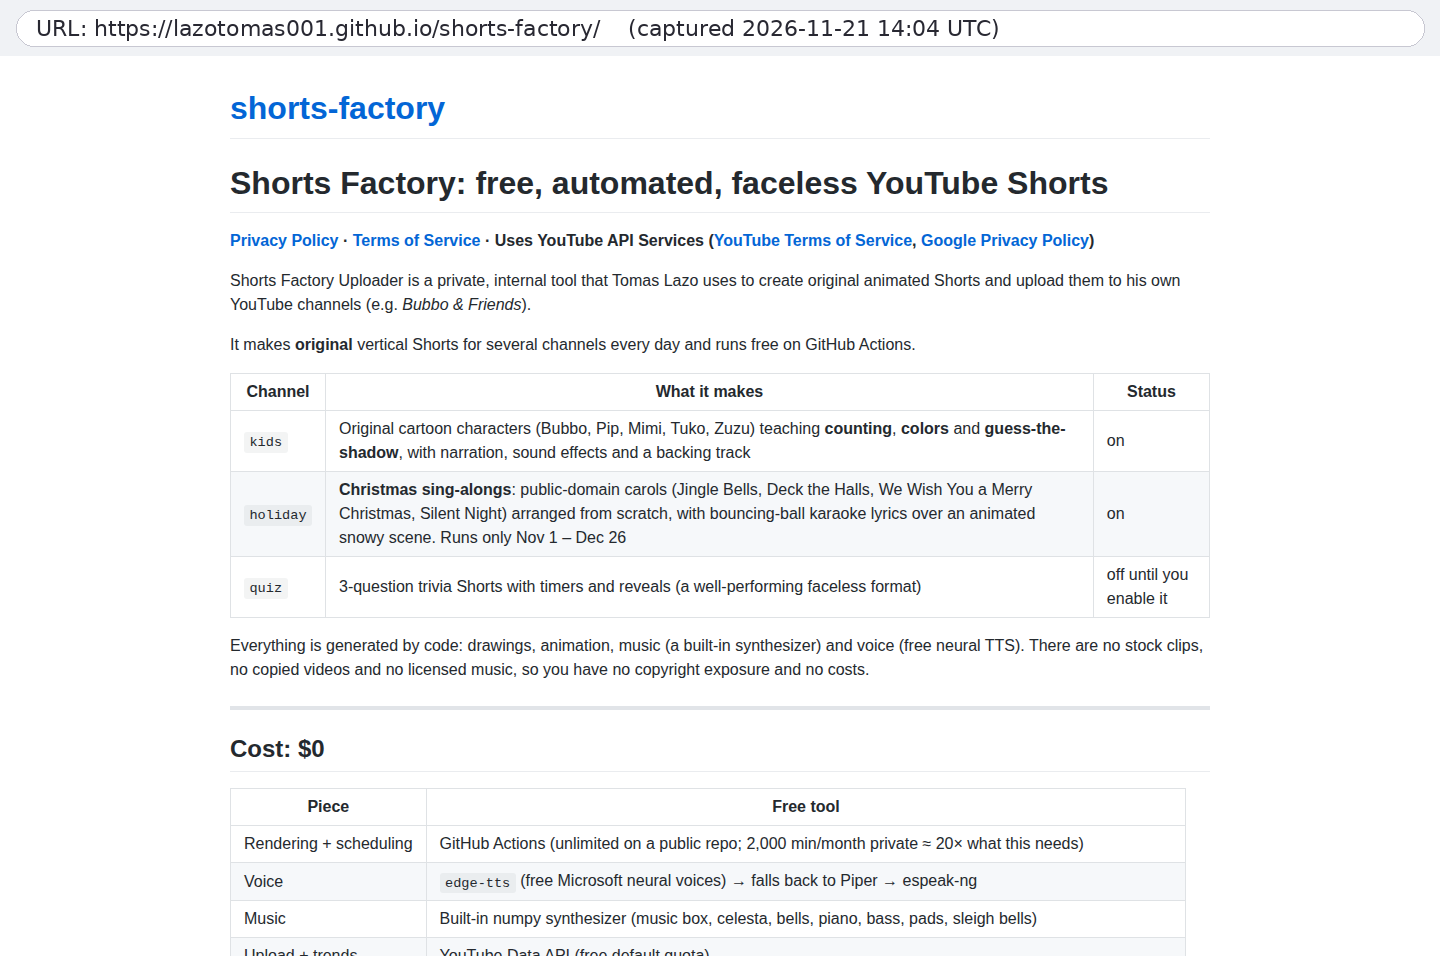 URL: https://lazotomas001.github.io/shorts-factory/    (captured 2026-11-21 14:04 UTC)
shorts-factory
Shorts Factory: free, automated, faceless YouTube Shorts
Privacy Policy · Terms of Service · Uses YouTube API Services (YouTube Terms of Service, Google Privacy Policy)
Shorts Factory Uploader is a private, internal tool that Tomas Lazo uses to create original animated Shorts and upload them to his own
YouTube channels (e.g. Bubbo & Friends).
It makes original vertical Shorts for several channels every day and runs free on GitHub Actions.
Channel What it makes Status
kids Original cartoon characters (Bubbo, Pip, Mimi, Tuko, Zuzu) teaching counting, colors and guess-the-
shadow, with narration, sound effects and a backing track on
holiday Christmas sing-alongs: public-domain carols (Jingle Bells, Deck the Halls, We Wish You a Merry
Christmas, Silent Night) arranged from scratch, with bouncing-ball karaoke lyrics over an animated
snowy scene. Runs only Nov 1 – Dec 26 on
quiz 3-question trivia Shorts with timers and reveals (a well-performing faceless format) off until you
enable it
Everything is generated by code: drawings, animation, music (a built-in synthesizer) and voice (free neural TTS). There are no stock clips,
no copied videos and no licensed music, so you have no copyright exposure and no costs.
Cost: $0
Piece Free tool
Rendering + scheduling GitHub Actions (unlimited on a public repo; 2,000 min/month private ≈ 20× what this needs)
Voice edge-tts (free Microsoft neural voices) → falls back to Piper → espeak-ng
Music Built-in numpy synthesizer (music box, celesta, bells, piano, bass, pads, sleigh bells)
Upload + trends YouTube Data API (free default quota)